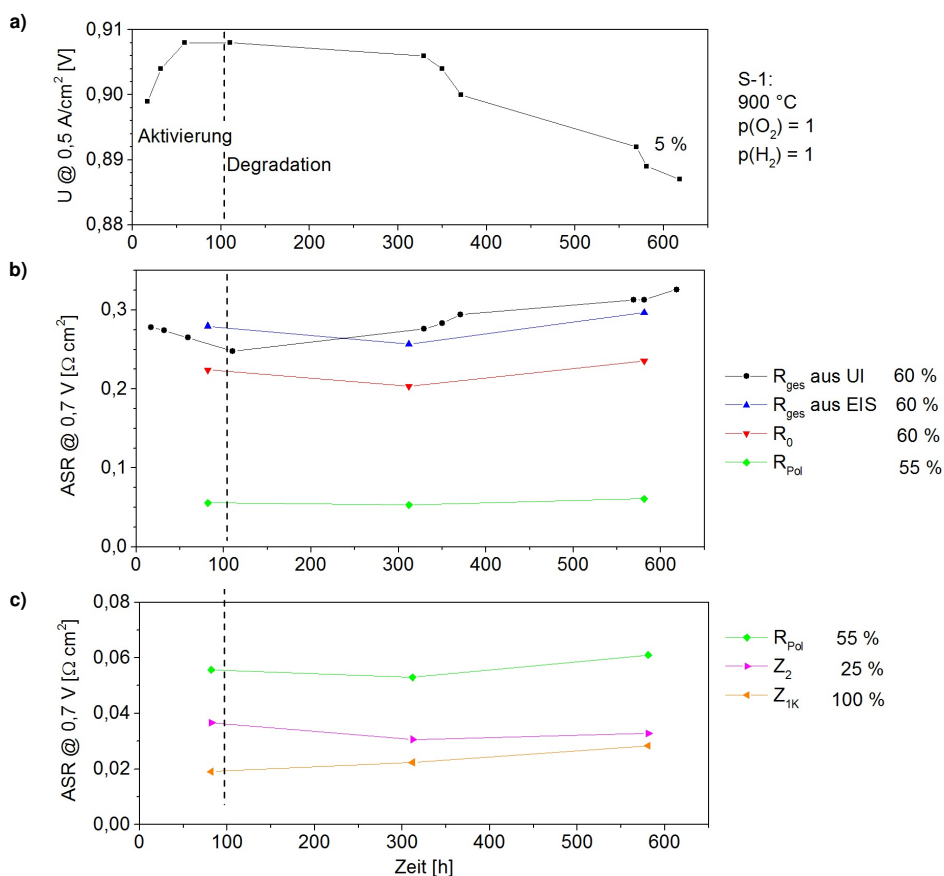 a)
0,91
0,90
0,89
0,88
U @ 0,5 A/cm² [V]
Aktivierung
Degradation
5 %
0 100 200 300 400 500 600
S-1:
900 °C
p(O₂) = 1
p(H₂) = 1
b)
0,3
0,2
0,1
0,0
ASR @ 0,7 V [Ω cm²]
0 100 200 300 400 500 600
R_ges aus UI 60 %
R_ges aus EIS 60 %
R₀ 60 %
R_Pol 55 %
c)
0,08
0,06
0,04
0,02
0,00
ASR @ 0,7 V [Ω cm²]
0 100 200 300 400 500 600
Zeit [h]
R_Pol 55 %
Z₂ 25 %
Z_1K 100 %